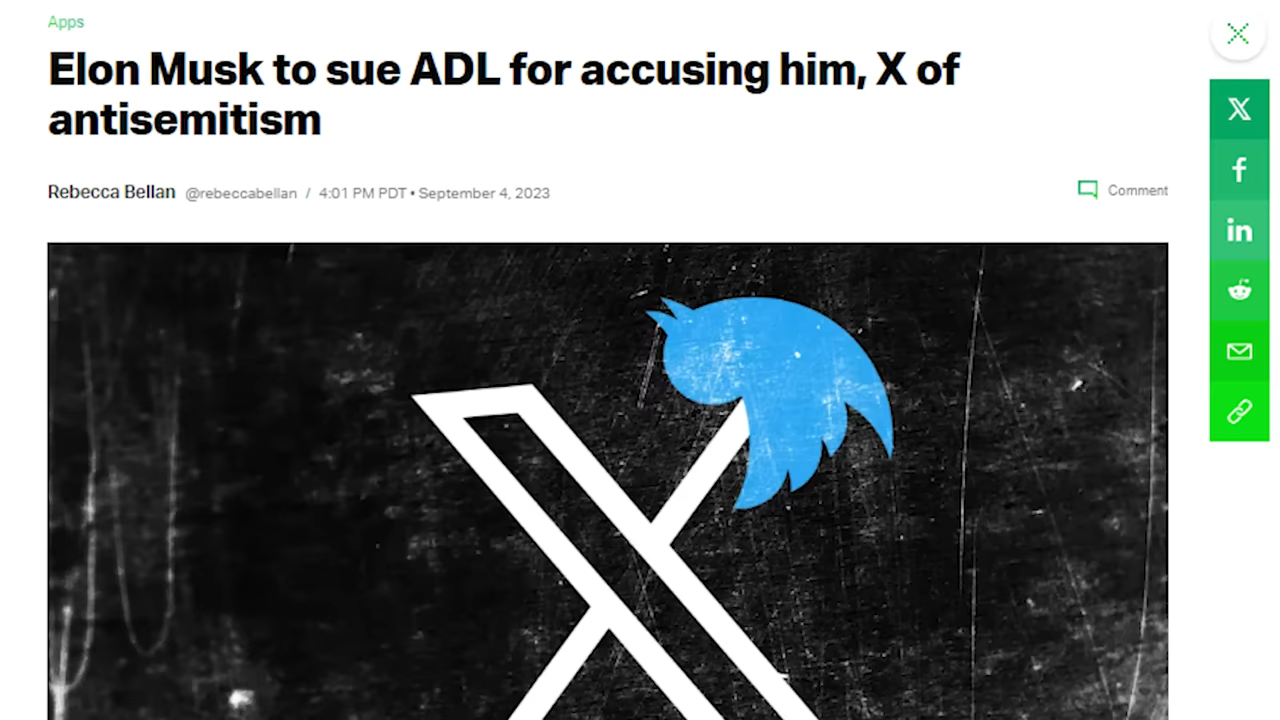 Apps
Elon Musk to sue ADL for accusing him, X of
antisemitism
Rebecca Bellan @rebeccabellan / 4:01 PM PDT • September 4, 2023
Comment